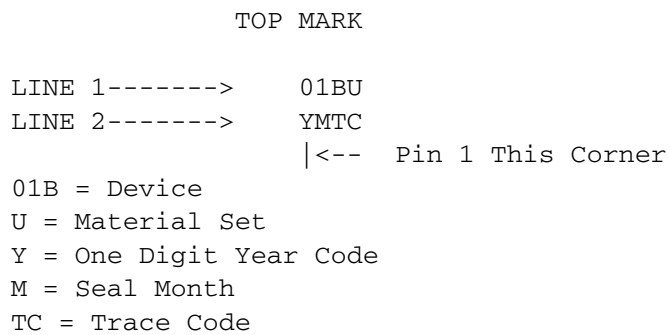 TOP MARK
LINE 1-------> 01BU
LINE 2-------> YMTC
|<-- Pin 1 This Corner
01B = Device
U = Material Set
Y = One Digit Year Code
M = Seal Month
TC = Trace Code